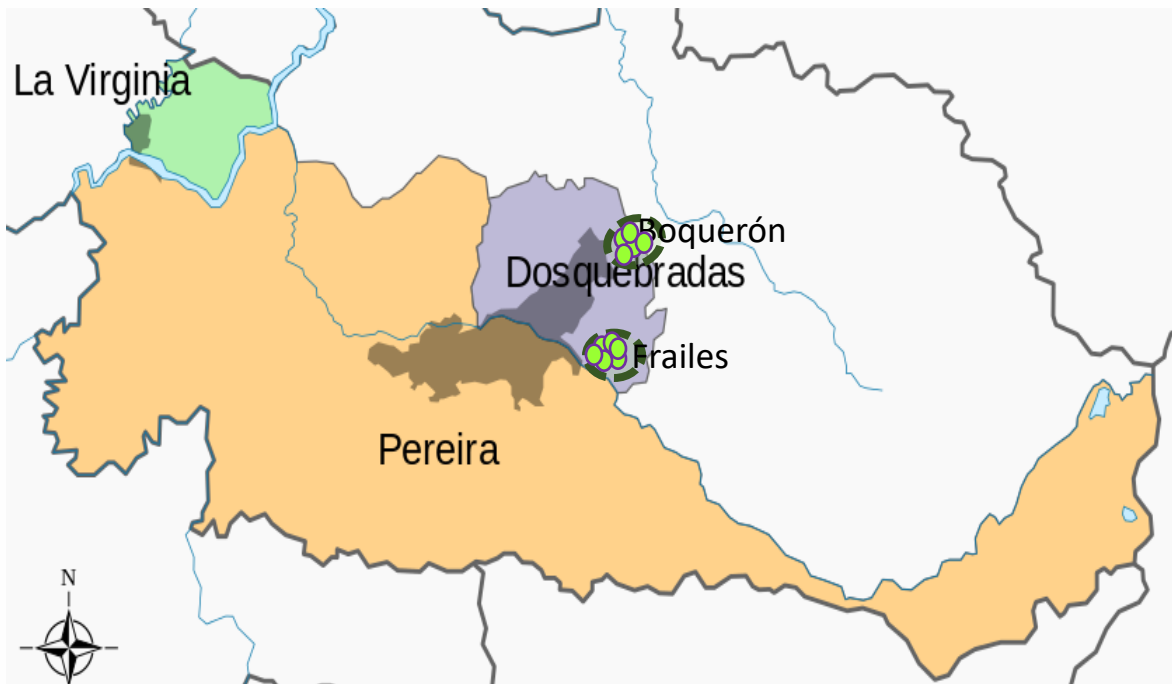 La Virginia
Boquerón
Dosquebradas
Frailes
Pereira
N